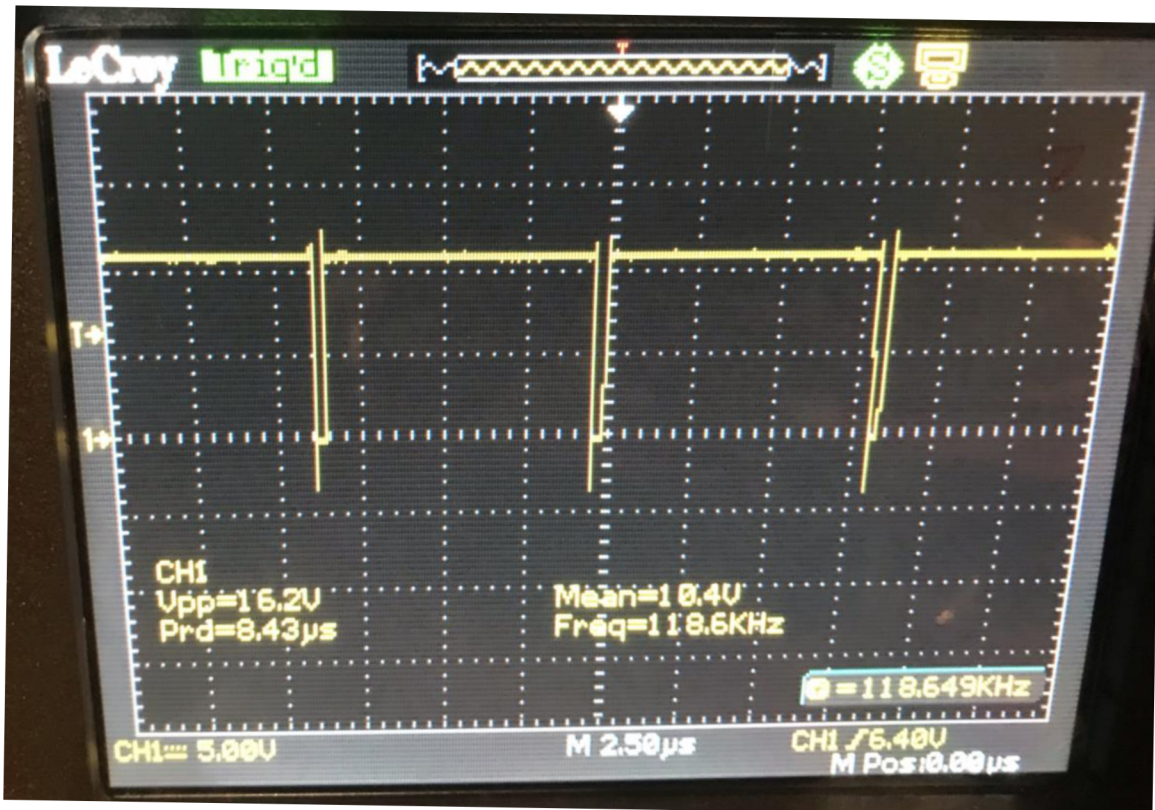 LeCroy Trig'd
T
S
T
1
CH1
Vpp=16.2V Mean=10.4V
Prd=8.43μs Freq=118.6KHz
=118.649KHz
CH1 5.00V M 2.50μs CH1 6.40V
M Pos:0.00μs